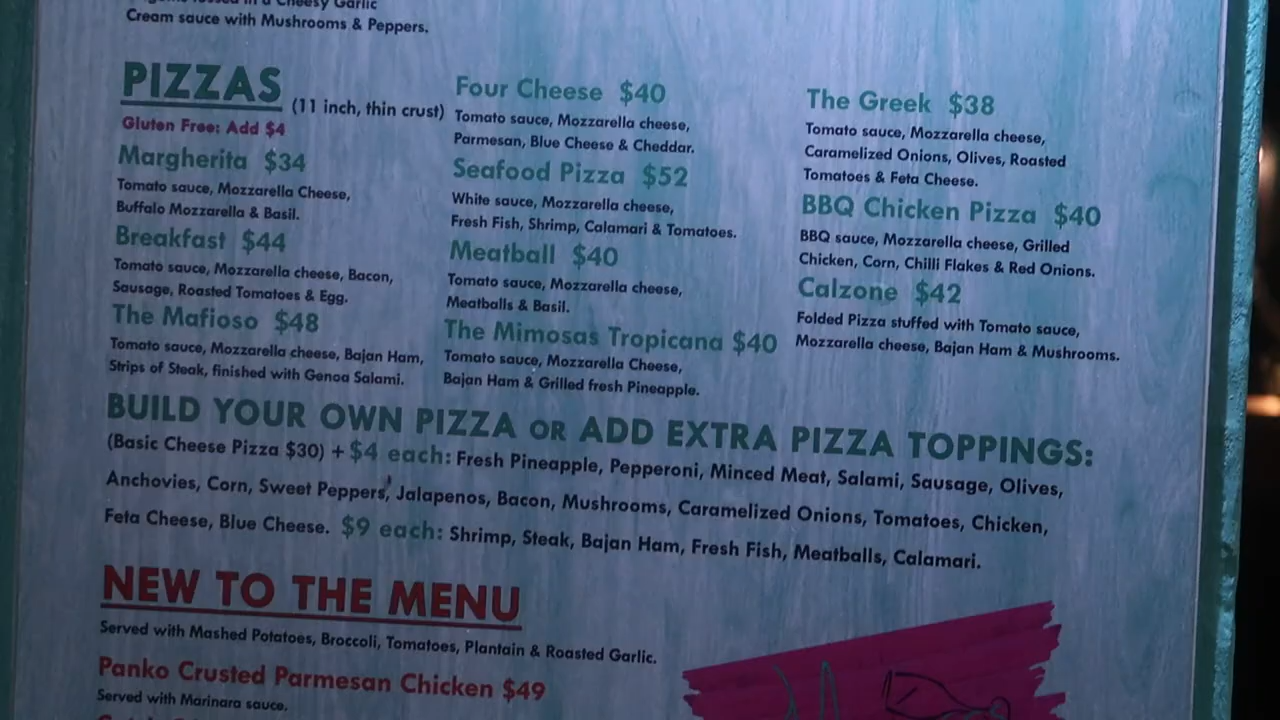 Cheesy Garlic
Cream sauce with Mushrooms & Peppers.
PIZZAS (11 inch, thin crust)
Gluten Free: Add $4
Margherita $34
Tomato sauce, Mozzarella Cheese,
Buffalo Mozzarella & Basil.
Breakfast $44
Tomato sauce, Mozzarella cheese, Bacon,
Sausage, Roasted Tomatoes & Egg.
The Mafioso $48
Tomato sauce, Mozzarella cheese, Bajan Ham,
Strips of Steak, finished with Genoa Salami.
Four Cheese $40
Tomato sauce, Mozzarella cheese,
Parmesan, Blue Cheese & Cheddar.
Seafood Pizza $52
White sauce, Mozzarella cheese,
Fresh Fish, Shrimp, Calamari & Tomatoes.
Meatball $40
Tomato sauce, Mozzarella cheese,
Meatballs & Basil.
The Mimosas Tropicana $40
Tomato sauce, Mozzarella Cheese,
Bajan Ham & Grilled fresh Pineapple.
The Greek $38
Tomato sauce, Mozzarella cheese,
Caramelized Onions, Olives, Roasted
Tomatoes & Feta Cheese.
BBQ Chicken Pizza $40
BBQ sauce, Mozzarella cheese, Grilled
Chicken, Corn, Chilli Flakes & Red Onions.
Calzone $42
Folded Pizza stuffed with Tomato sauce,
Mozzarella cheese, Bajan Ham & Mushrooms.
BUILD YOUR OWN PIZZA OR ADD EXTRA PIZZA TOPPINGS:
(Basic Cheese Pizza $30) + $4 each: Fresh Pineapple, Pepperoni, Minced Meat, Salami, Sausage, Olives,
Anchovies, Corn, Sweet Peppers, Jalapenos, Bacon, Mushrooms, Caramelized Onions, Tomatoes, Chicken,
Feta Cheese, Blue Cheese. $9 each: Shrimp, Steak, Bajan Ham, Fresh Fish, Meatballs, Calamari.
NEW TO THE MENU
Served with Mashed Potatoes, Broccoli, Tomatoes, Plantain & Roasted Garlic.
Panko Crusted Parmesan Chicken $49
Served with Marinara sauce.